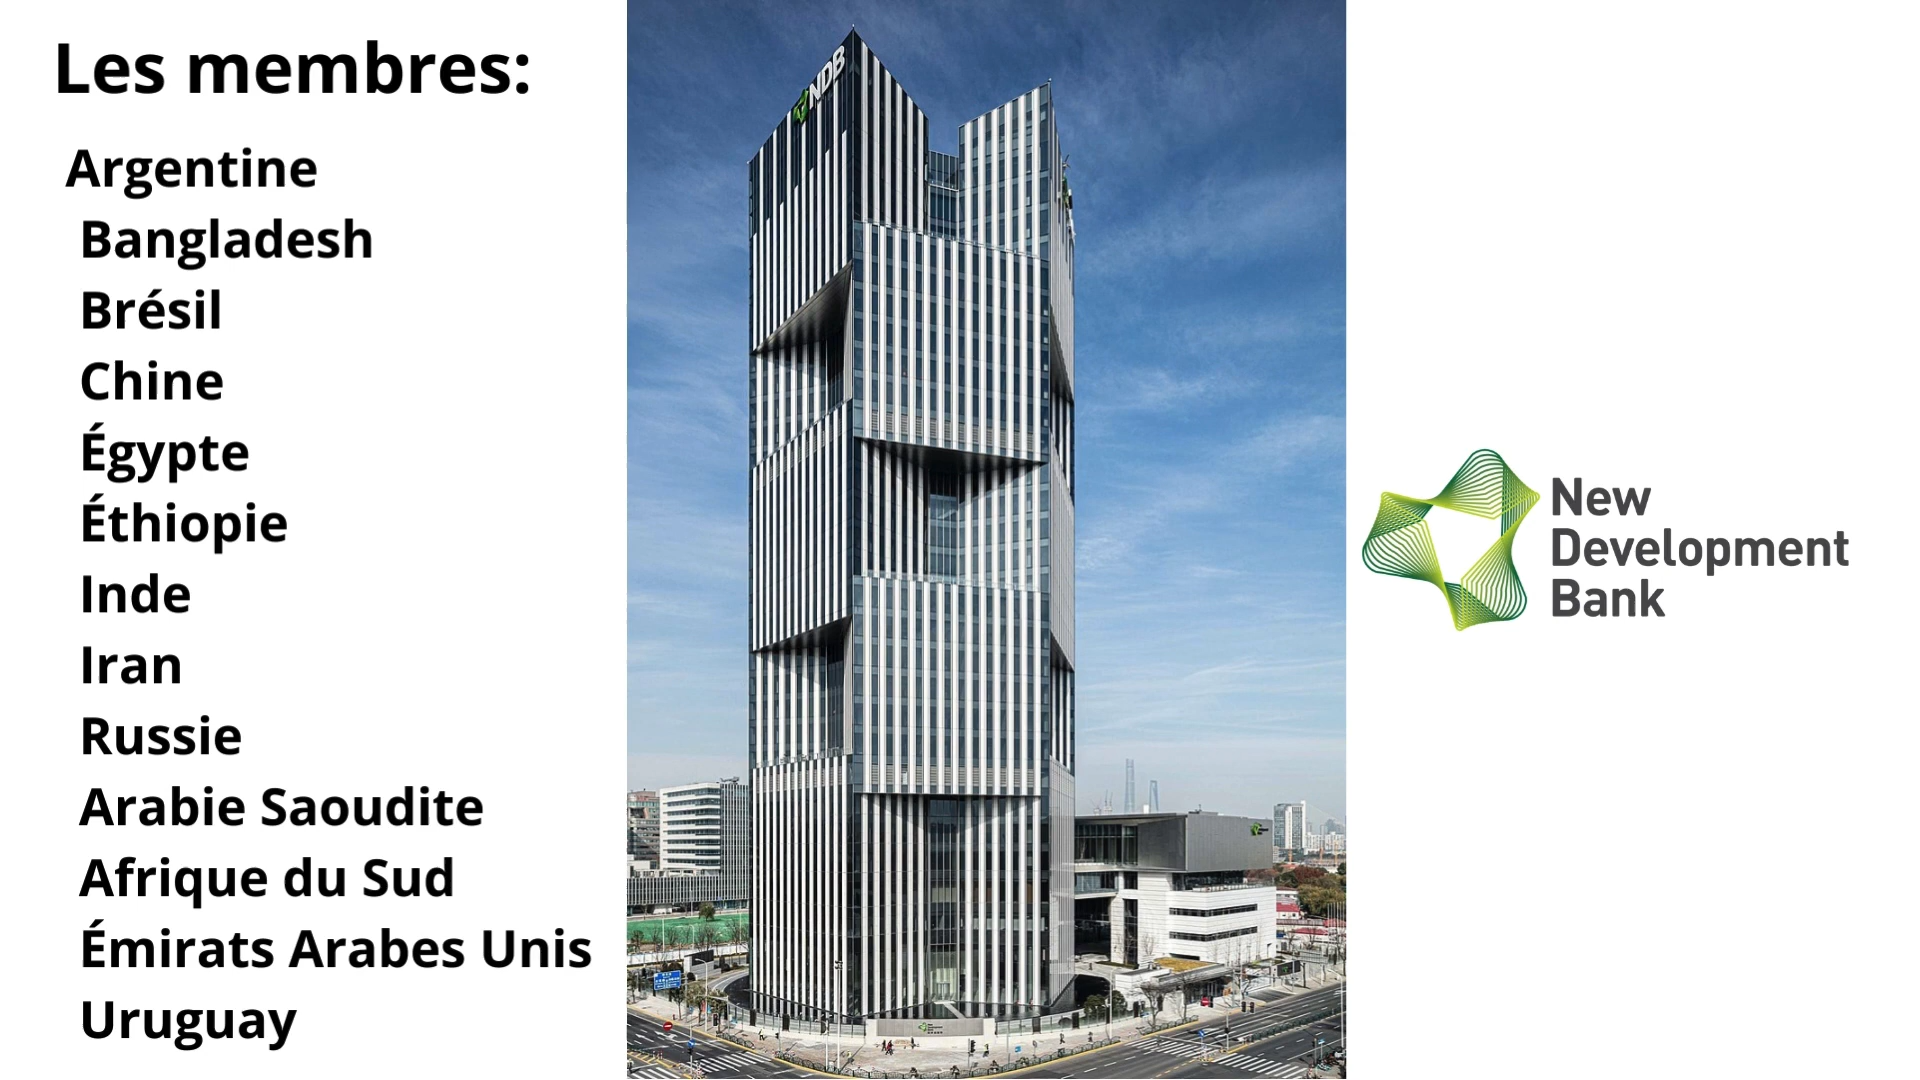 Les membres:
Argentine
Bangladesh
Brésil
Chine
Égypte
Éthiopie
Inde
Iran
Russie
Arabie Saoudite
Afrique du Sud
Émirats Arabes Unis
Uruguay
NDB
New
Development
Bank